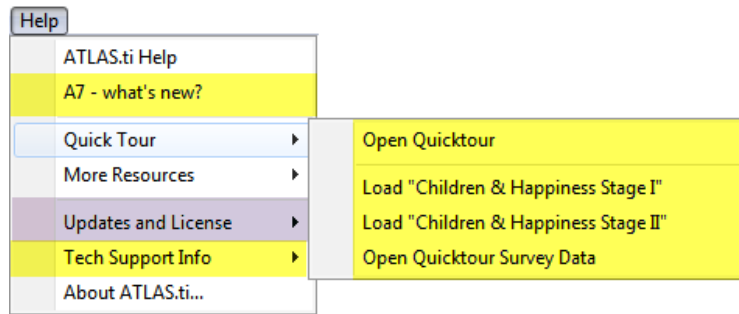 Help
ATLAS.ti Help
A7 - what's new?
Quick Tour
More Resources
Updates and License
Tech Support Info
About ATLAS.ti...
Open Quicktour
Load "Children & Happiness Stage I"
Load "Children & Happiness Stage II"
Open Quicktour Survey Data